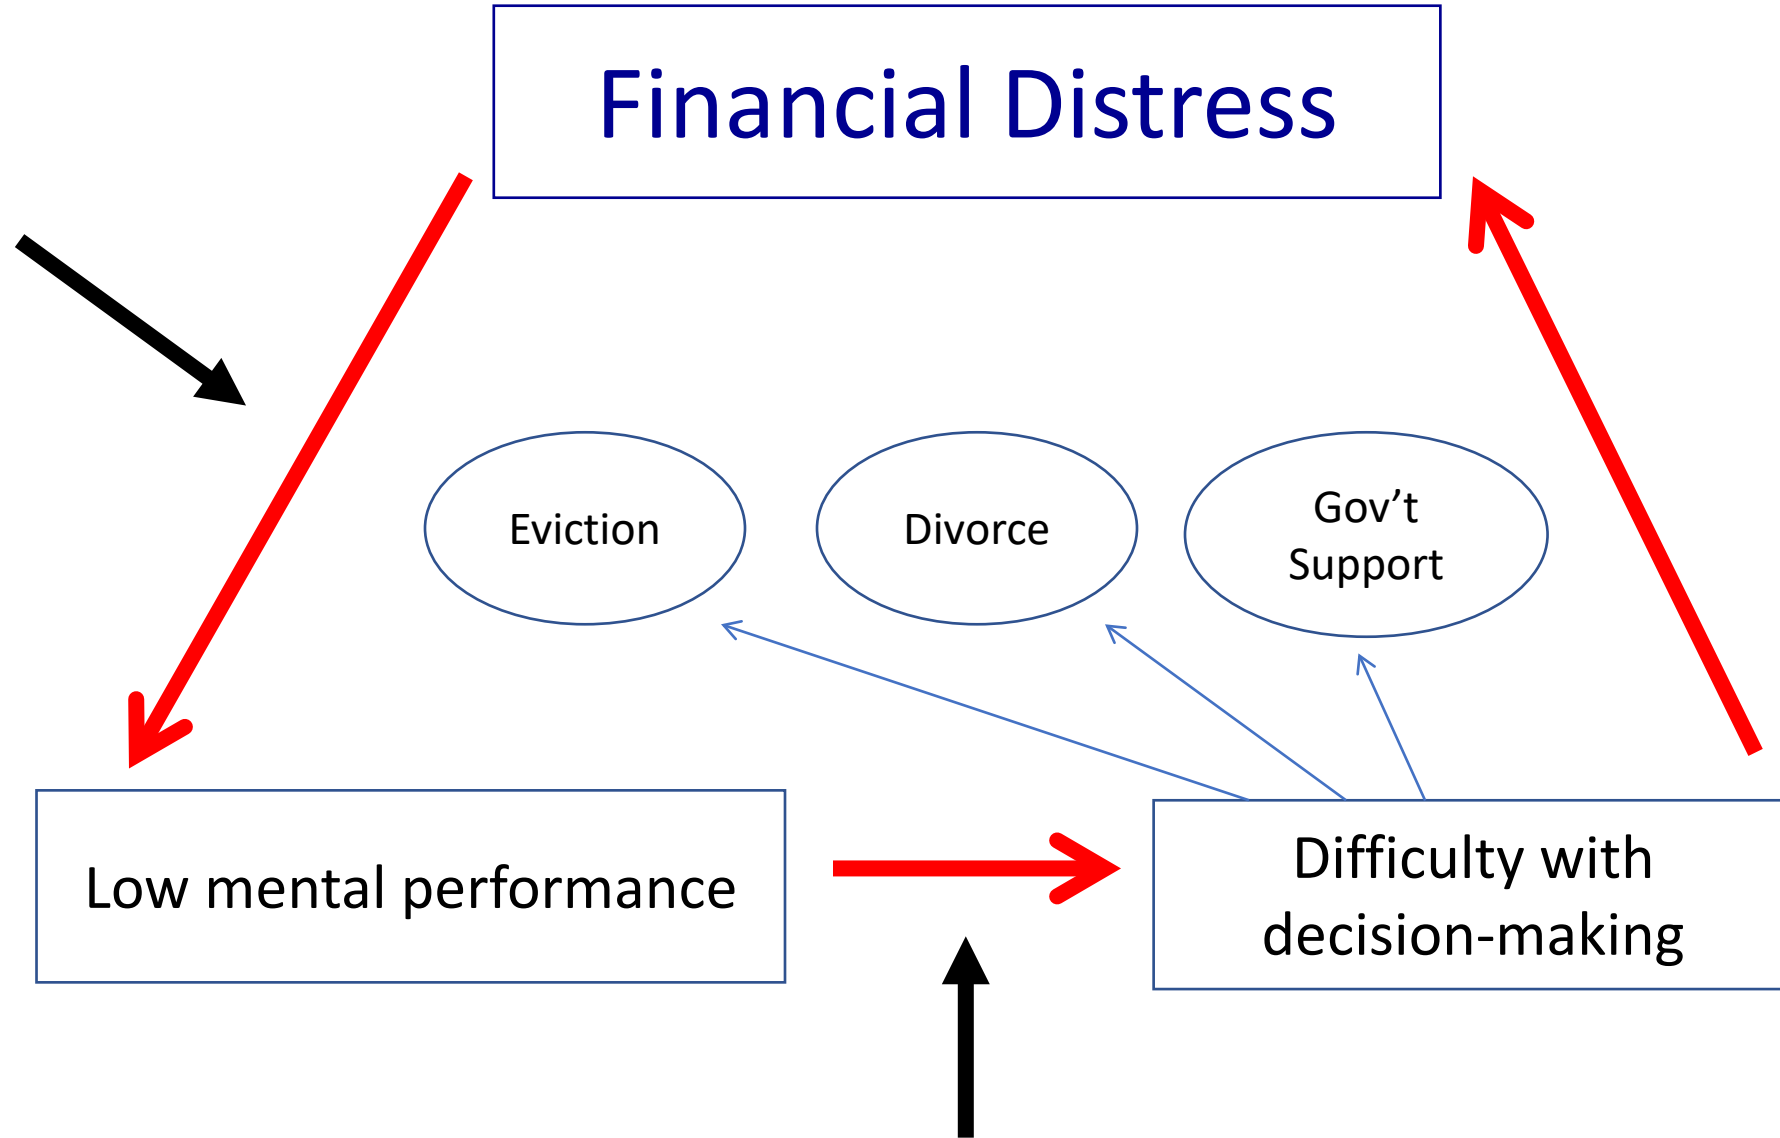 Financial Distress
Eviction
Divorce
Gov’t
Support
Low mental performance
Difficulty with
decision-making